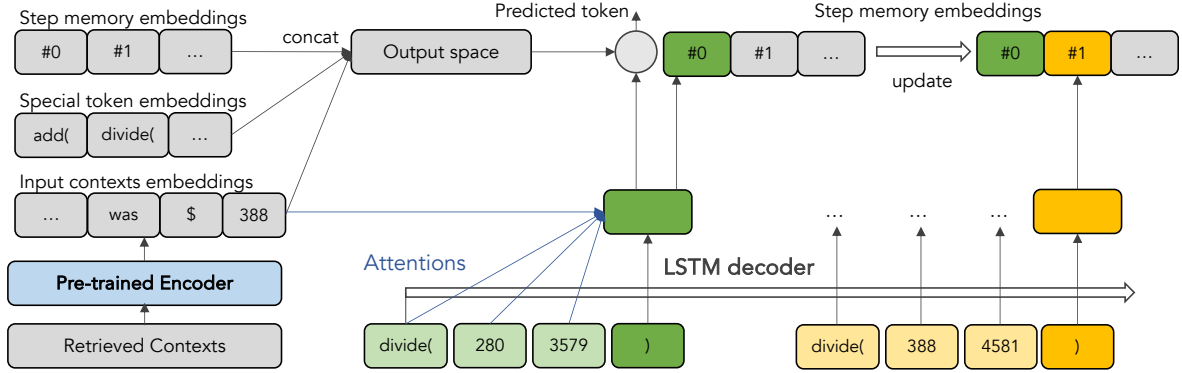 Step memory embeddings
#0 #1 ...
concat
Output space
Predicted token
#0 #1 ...
Step memory embeddings
update
#0 #1 ...
Special token embeddings
add( divide( ...
Input contexts embeddings
... was $ 388
Pre-trained Encoder
Retrieved Contexts
Attentions
LSTM decoder
... ... ...
divide( 280 3579 )
divide( 388 4581 )